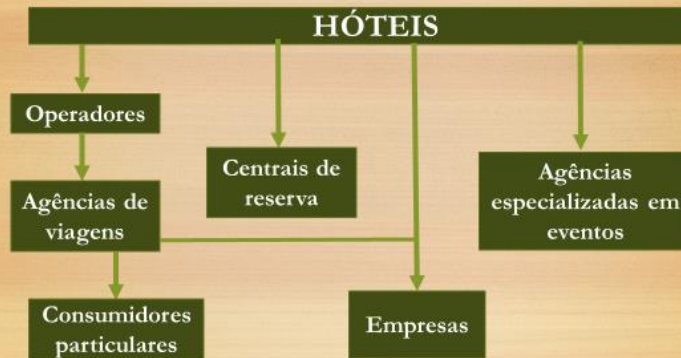 HÓTEIS
Operadores
Centrais de
reserva
Agências
especializadas em
eventos
Agências de
viagens
Consumidores
particulares
Empresas